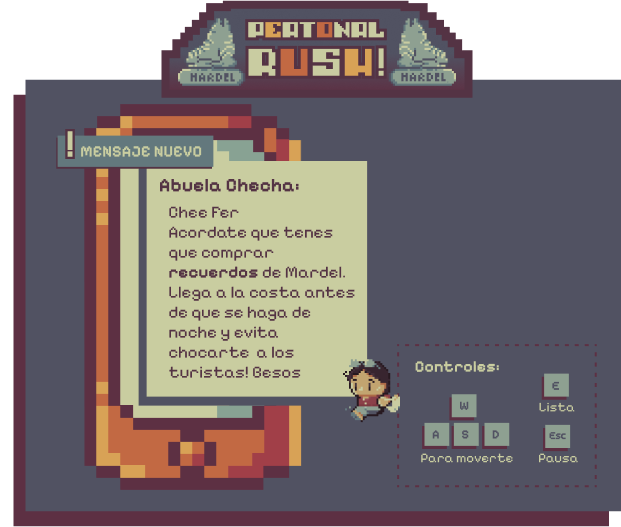 PEATONAL
RUSH!
MARDEL
MARDEL
! MENSAJE NUEVO
Abuela Chocha:
Chee Fer
Acordate que tenes
que comprar
recuerdos de Mardel.
Llega a la costa antes
de que se haga de
noche y evita
chocarte a los
turistas! Besos
Controles:
W
A S D
Para moverte
E
Lista
Esc
Pausa